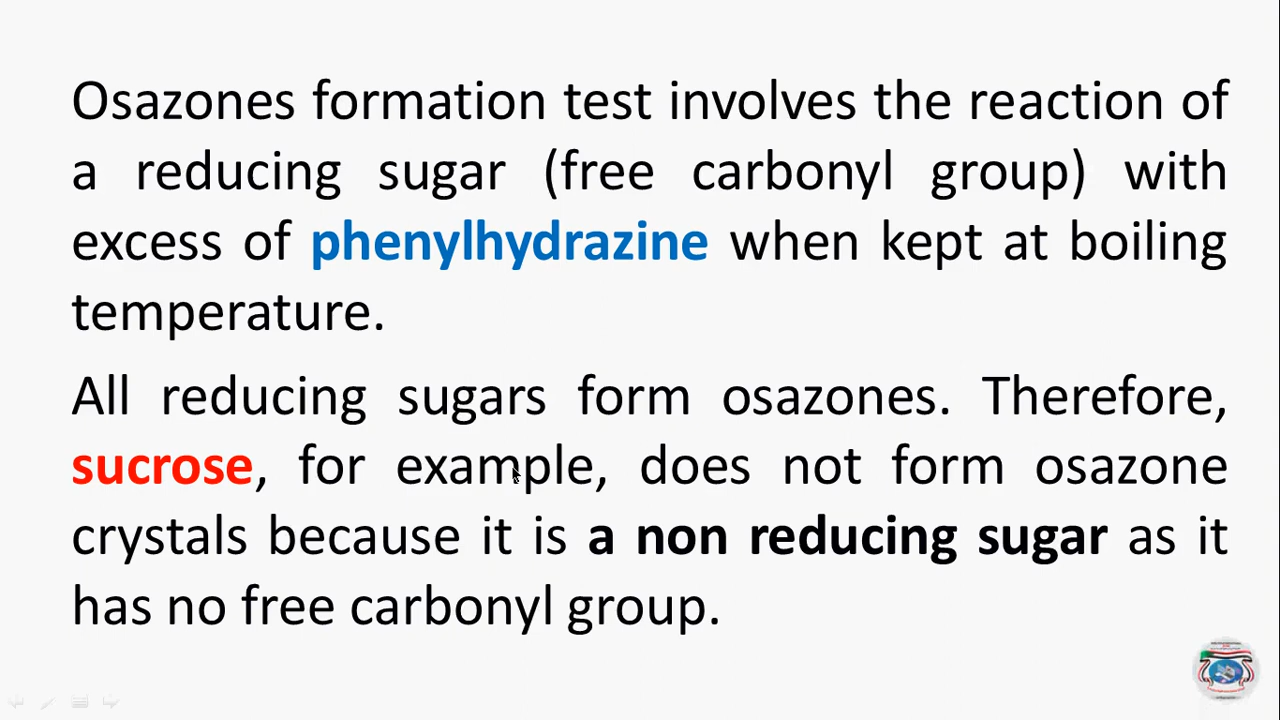 Osazones formation test involves the reaction of
a reducing sugar (free carbonyl group) with
excess of phenylhydrazine when kept at boiling
temperature.
All reducing sugars form osazones. Therefore,
sucrose, for example, does not form osazone
crystals because it is a non reducing sugar as it
has no free carbonyl group.